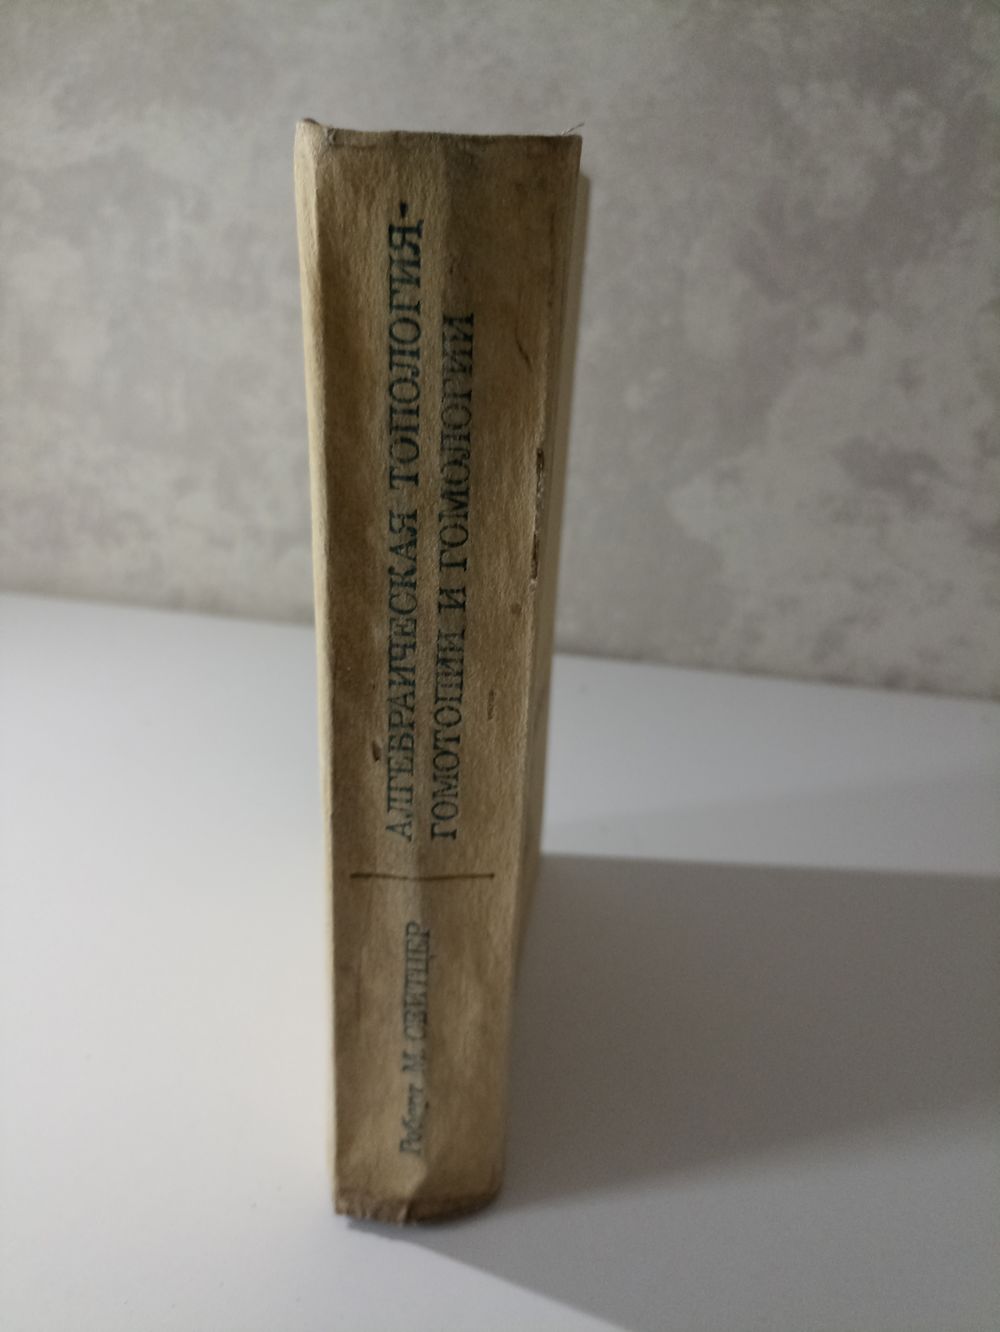 Роберт М. СВИТЦЕР
АЛГЕБРАИЧЕСКАЯ ТОПОЛОГИЯ-
ГОМОТОПИИ И ГОМОЛОГИИ